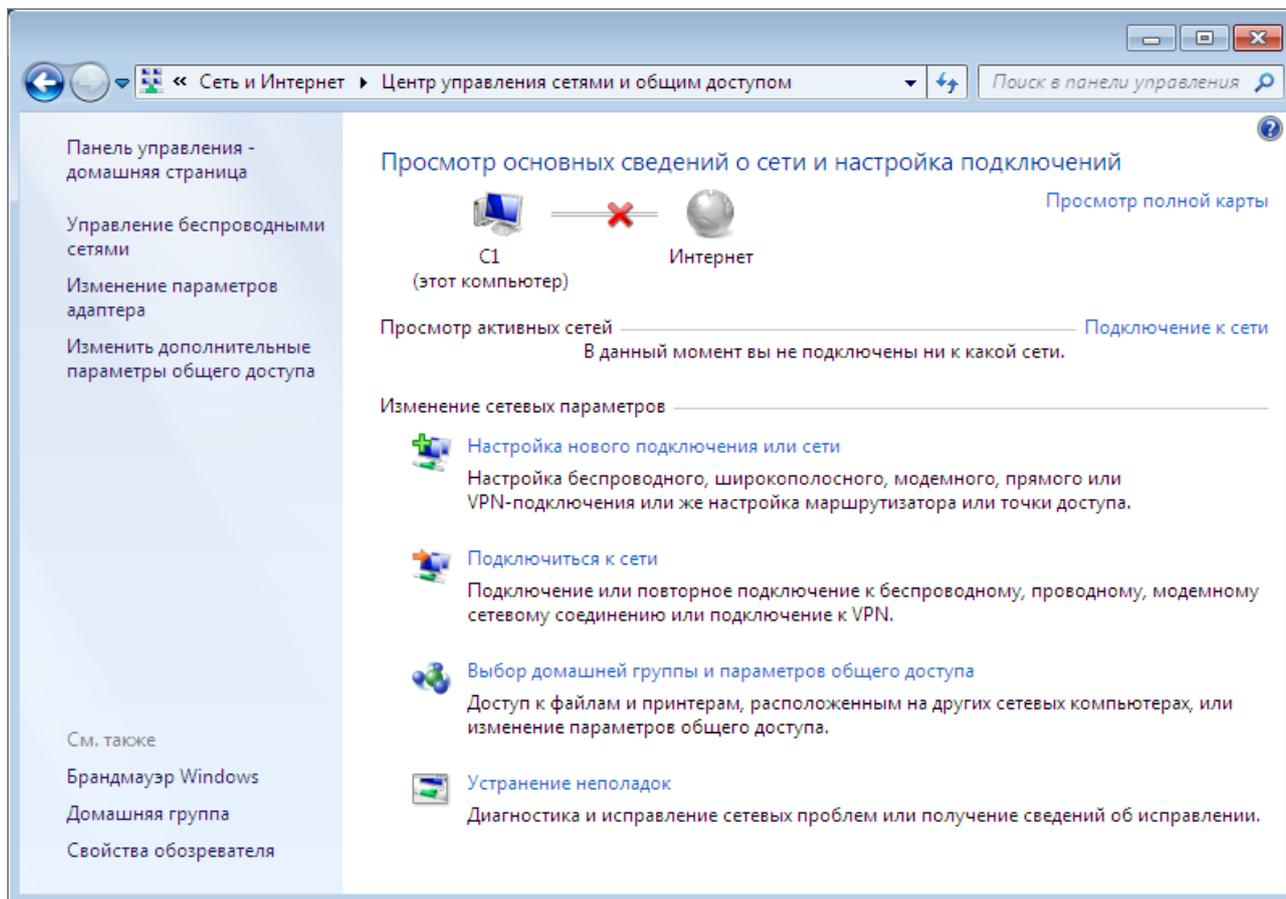 « Сеть и Интернет ▸ Центр управления сетями и общим доступом
Поиск в панели управления
Панель управления -
домашняя страница
Управление беспроводными
сетями
Изменение параметров
адаптера
Изменить дополнительные
параметры общего доступа
См. также
Брандмауэр Windows
Домашняя группа
Свойства обозревателя
Просмотр основных сведений о сети и настройка подключений
Просмотр полной карты
C1
(этот компьютер)
Интернет
Просмотр активных сетей
Подключение к сети
В данный момент вы не подключены ни к какой сети.
Изменение сетевых параметров
Настройка нового подключения или сети
Настройка беспроводного, широкополосного, модемного, прямого или
VPN-подключения или же настройка маршрутизатора или точки доступа.
Подключиться к сети
Подключение или повторное подключение к беспроводному, проводному, модемному
сетевому соединению или подключение к VPN.
Выбор домашней группы и параметров общего доступа
Доступ к файлам и принтерам, расположенным на других сетевых компьютерах, или
изменение параметров общего доступа.
Устранение неполадок
Диагностика и исправление сетевых проблем или получение сведений об исправлении.